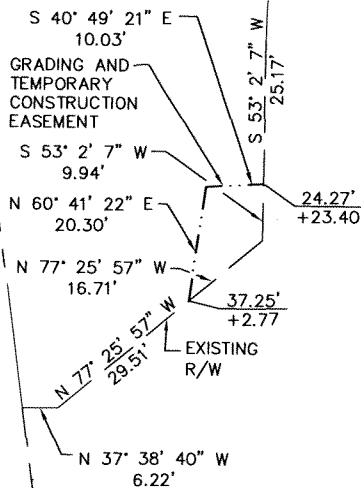 S 40° 49' 21" E
10.03'
S 53° 2' 7" W
25.17'
GRADING AND
TEMPORARY
CONSTRUCTION
EASEMENT
S 53° 2' 7" W
9.94'
N 60° 41' 22" E
20.30'
24.27'
+23.40
N 77° 25' 57" W
16.71'
37.25'
+2.77
N 77° 25' 57" W
29.51'
EXISTING
R/W
N 37° 38' 40" W
6.22'